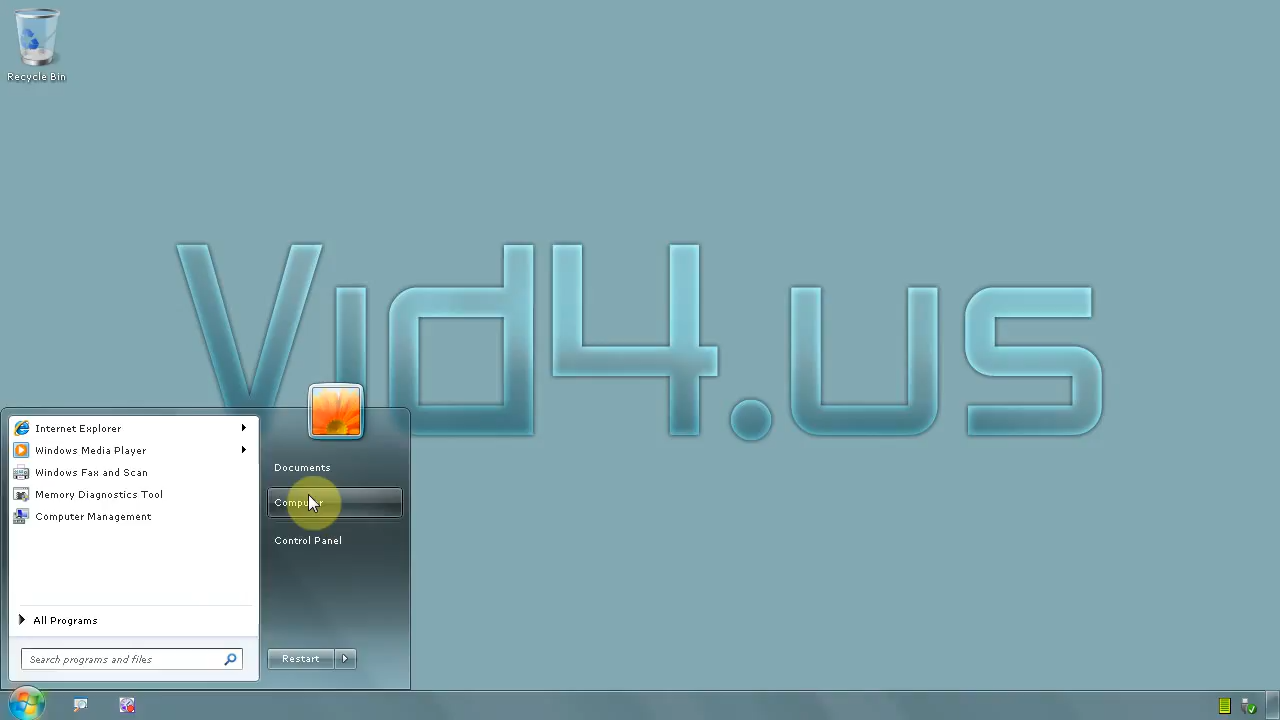 Recycle Bin
Vid4.us
Internet Explorer
Windows Media Player
Windows Fax and Scan
Memory Diagnostics Tool
Computer Management
All Programs
Search programs and files
Documents
Computer
Control Panel
Restart